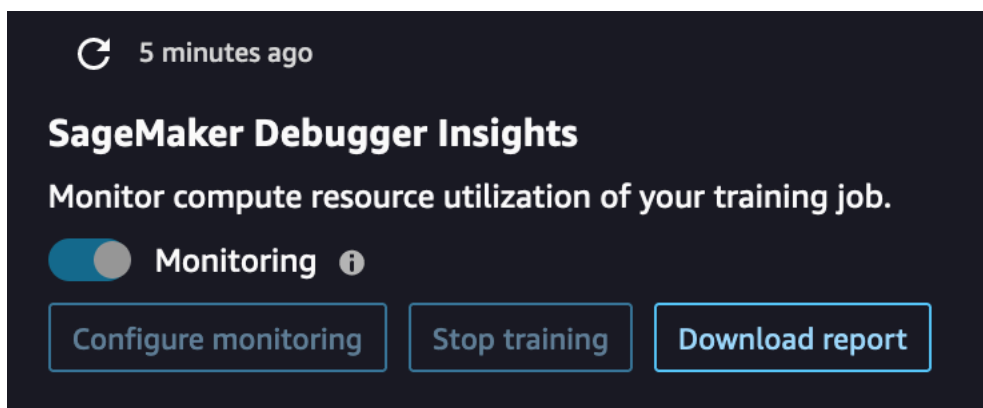 5 minutes ago
SageMaker Debugger Insights
Monitor compute resource utilization of your training job.
Monitoring
Configure monitoring Stop training Download report